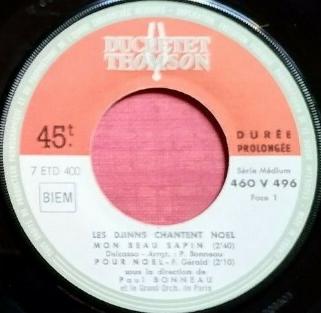 DUCRETET
THOMSON
45t.
DURÉE
PROLONGÉE
7 ETD 400
Série Médium
460 V 496
BIEM
Face 1
LES DJINNS CHANTENT NOEL
MON BEAU SAPIN (2'40)
Delcasso - Arrgt. : P. Bonneau
POUR NOEL - F. Gérald (2'10)
sous la direction de
Paul BONNEAU
et le Grand Orch. de Paris